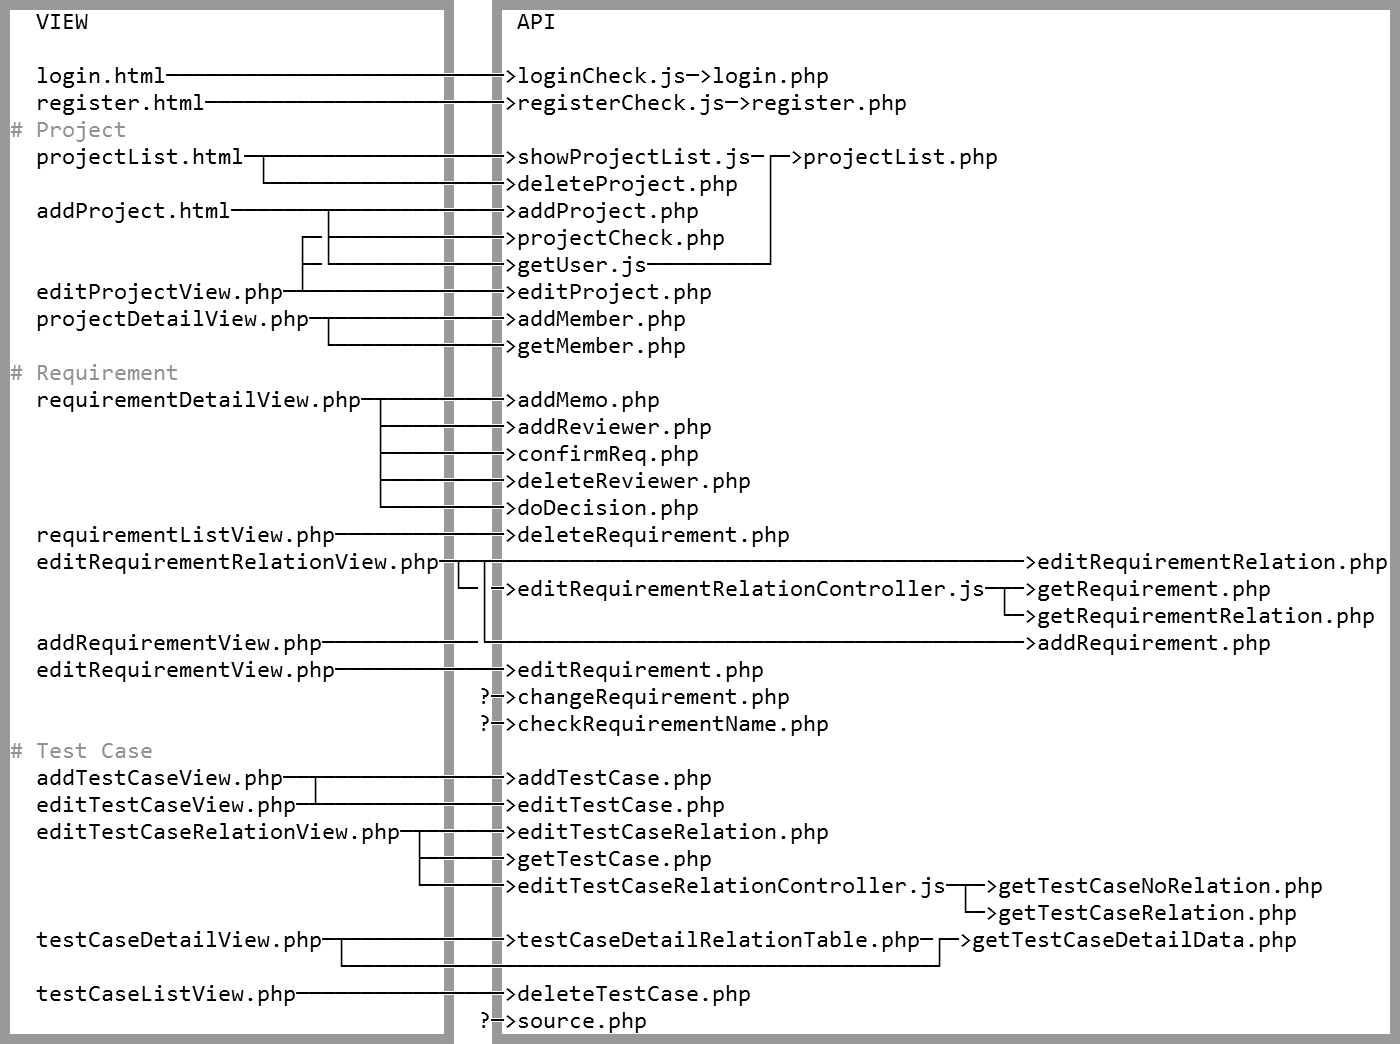 VIEW API
login.html >loginCheck.js >login.php
register.html >registerCheck.js >register.php
# Project
projectList.html >showProjectList.js >projectList.php
>deleteProject.php
addProject.html >addProject.php
>projectCheck.php
>getUser.js
editProjectView.php >editProject.php
projectDetailView.php >addMember.php
>getMember.php
# Requirement
requirementDetailView.php >addMemo.php
>addReviewer.php
>confirmReq.php
>deleteReviewer.php
>doDecision.php
requirementListView.php >deleteRequirement.php
editRequirementRelationView.php >editRequirementRelation.php
>editRequirementRelationController.js >getRequirement.php
>getRequirementRelation.php
addRequirementView.php >addRequirement.php
editRequirementView.php >editRequirement.php
? >changeRequirement.php
? >checkRequirementName.php
# Test Case
addTestCaseView.php >addTestCase.php
editTestCaseView.php >editTestCase.php
editTestCaseRelationView.php >editTestCaseRelation.php
>getTestCase.php
>editTestCaseRelationController.js >getTestCaseNoRelation.php
>getTestCaseRelation.php
testCaseDetailView.php >testCaseDetailRelationTable.php >getTestCaseDetailData.php
testCaseListView.php >deleteTestCase.php
? >source.php